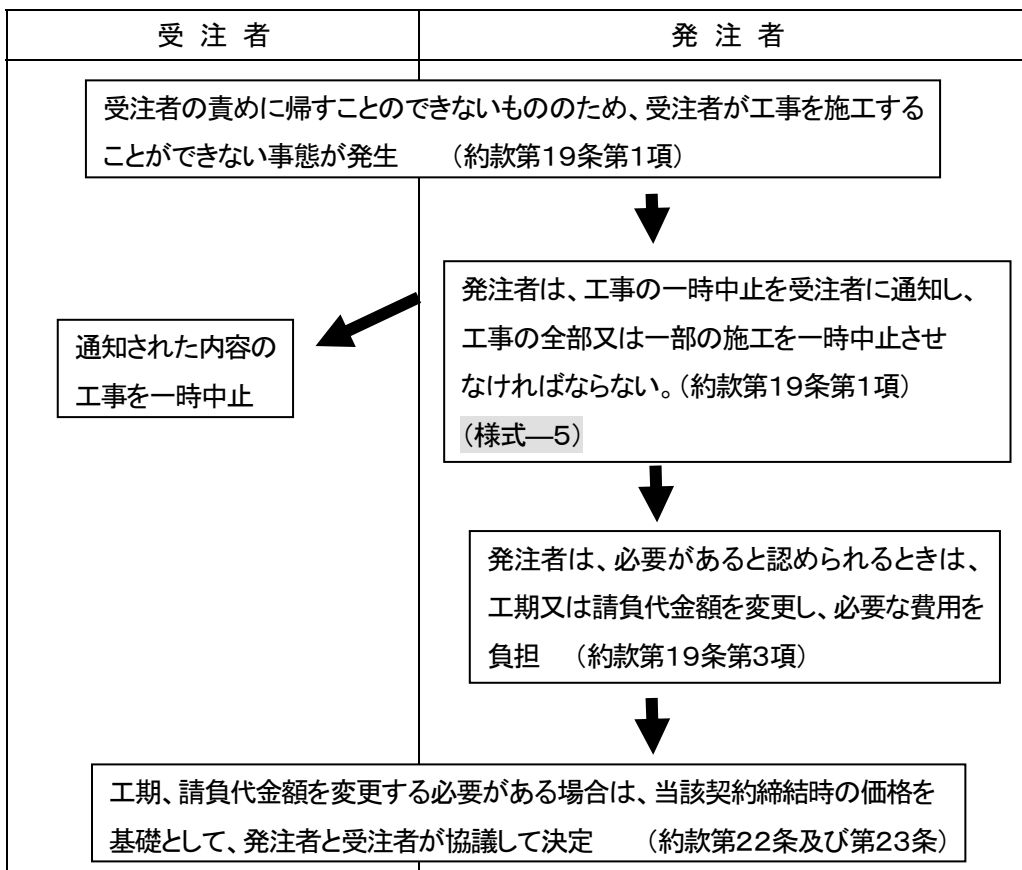 受 注 者
発 注 者
受注者の責めに帰すことのできないもののため、受注者が工事を施工する
ことができない事態が発生　　（約款第１９条第１項）
発注者は、工事の一時中止を受注者に通知し、
工事の全部又は一部の施工を一時中止させ
なければならない。（約款第１９条第１項）
（様式―５）
通知された内容の
工事を一時中止
発注者は、必要があると認められるときは、
工期又は請負代金額を変更し、必要な費用を
負担　（約款第１９条第３項）
工期、請負代金額を変更する必要がある場合は、当該契約締結時の価格を
基礎として、発注者と受注者が協議して決定　　（約款第２２条及び第２３条）